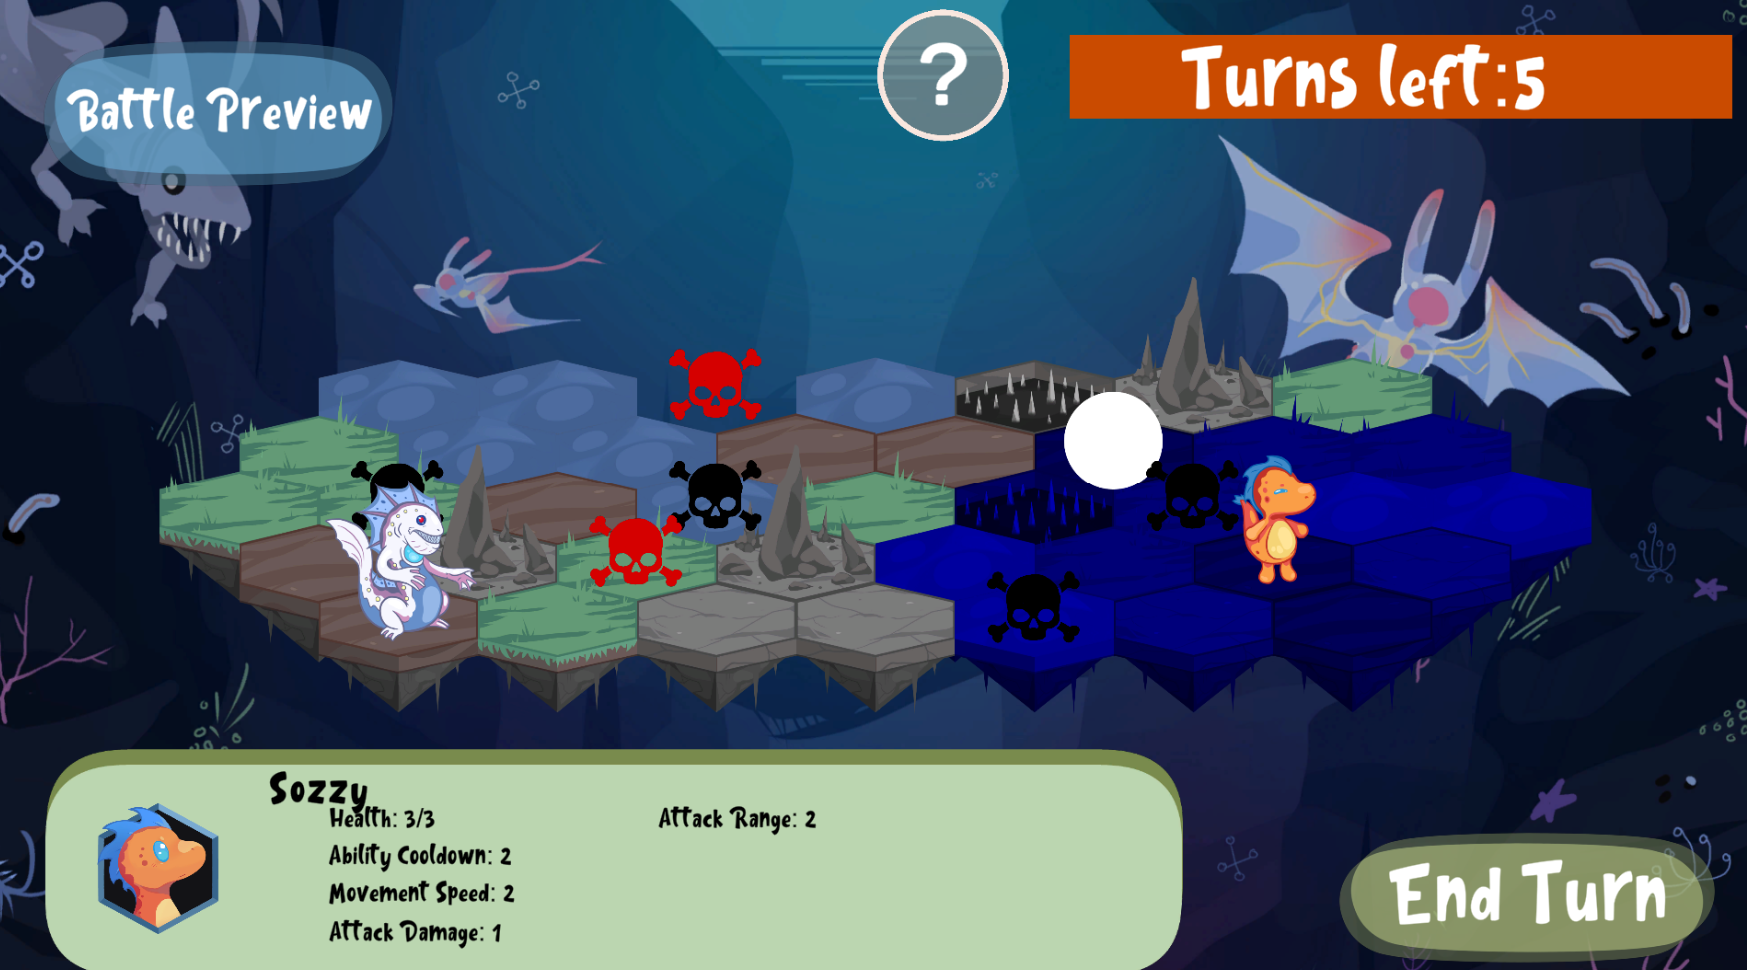 Battle Preview
?
Turns left:5
Sozzy
Health: 3/3
Attack Range: 2
Ability Cooldown: 2
Movement Speed: 2
Attack Damage: 1
End Turn